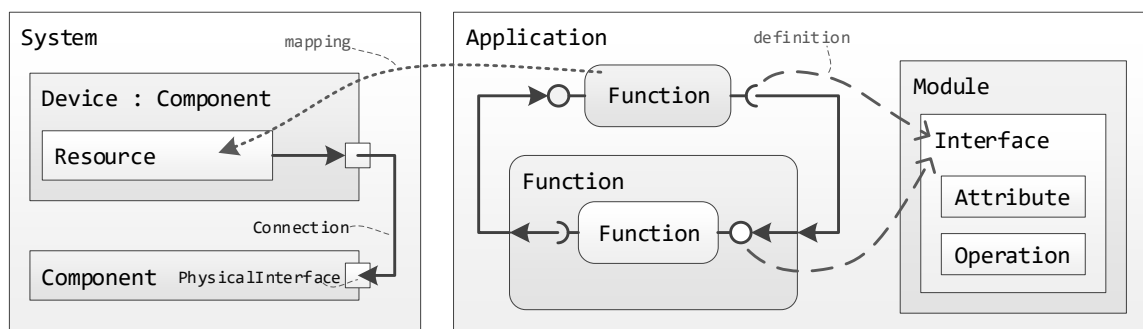 System
mapping
Device : Component
Resource
Connection
Component
PhysicalInterface
Application
definition
Function
Function
Function
Module
Interface
Attribute
Operation